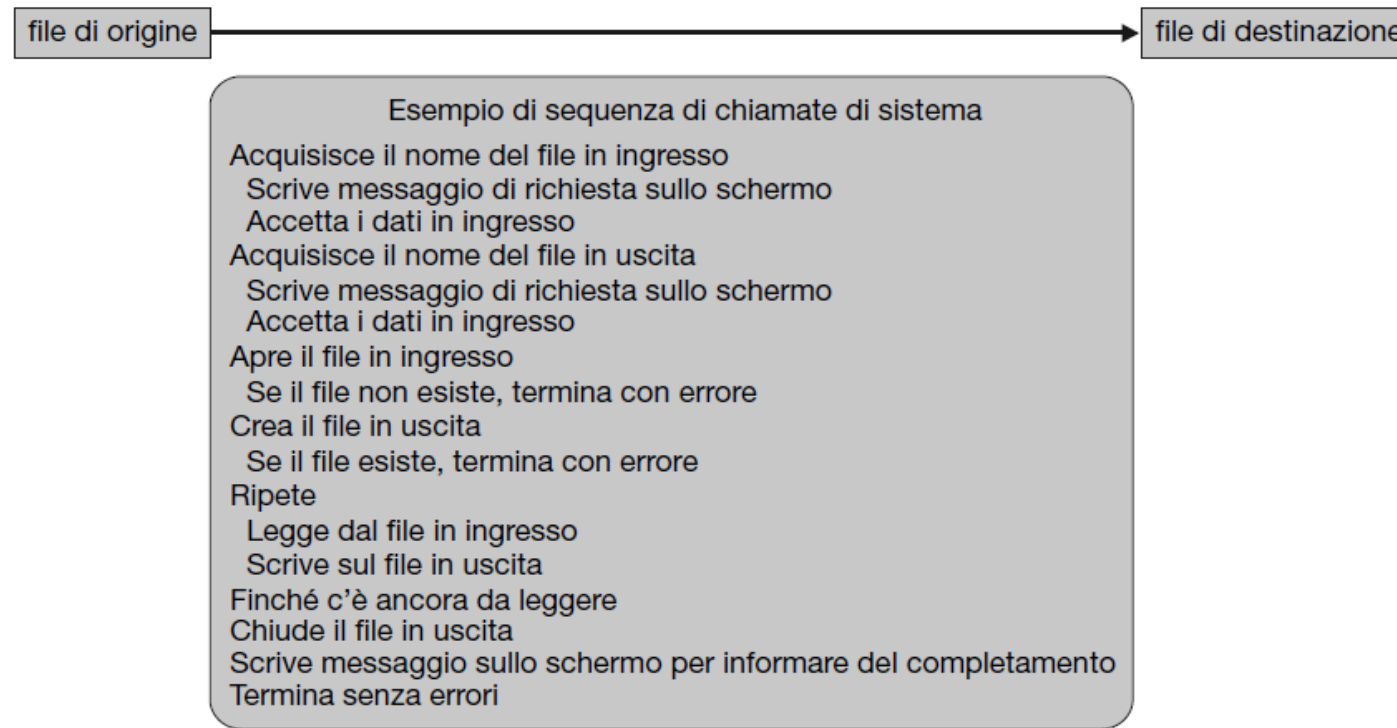 file di origine
file di destinazione
Esempio di sequenza di chiamate di sistema
Acquisisce il nome del file in ingresso
Scrive messaggio di richiesta sullo schermo
Accetta i dati in ingresso
Acquisisce il nome del file in uscita
Scrive messaggio di richiesta sullo schermo
Accetta i dati in ingresso
Apre il file in ingresso
Se il file non esiste, termina con errore
Crea il file in uscita
Se il file esiste, termina con errore
Ripete
Legge dal file in ingresso
Scrive sul file in uscita
Finché c'è ancora da leggere
Chiude il file in uscita
Scrive messaggio sullo schermo per informare del completamento
Termina senza errori